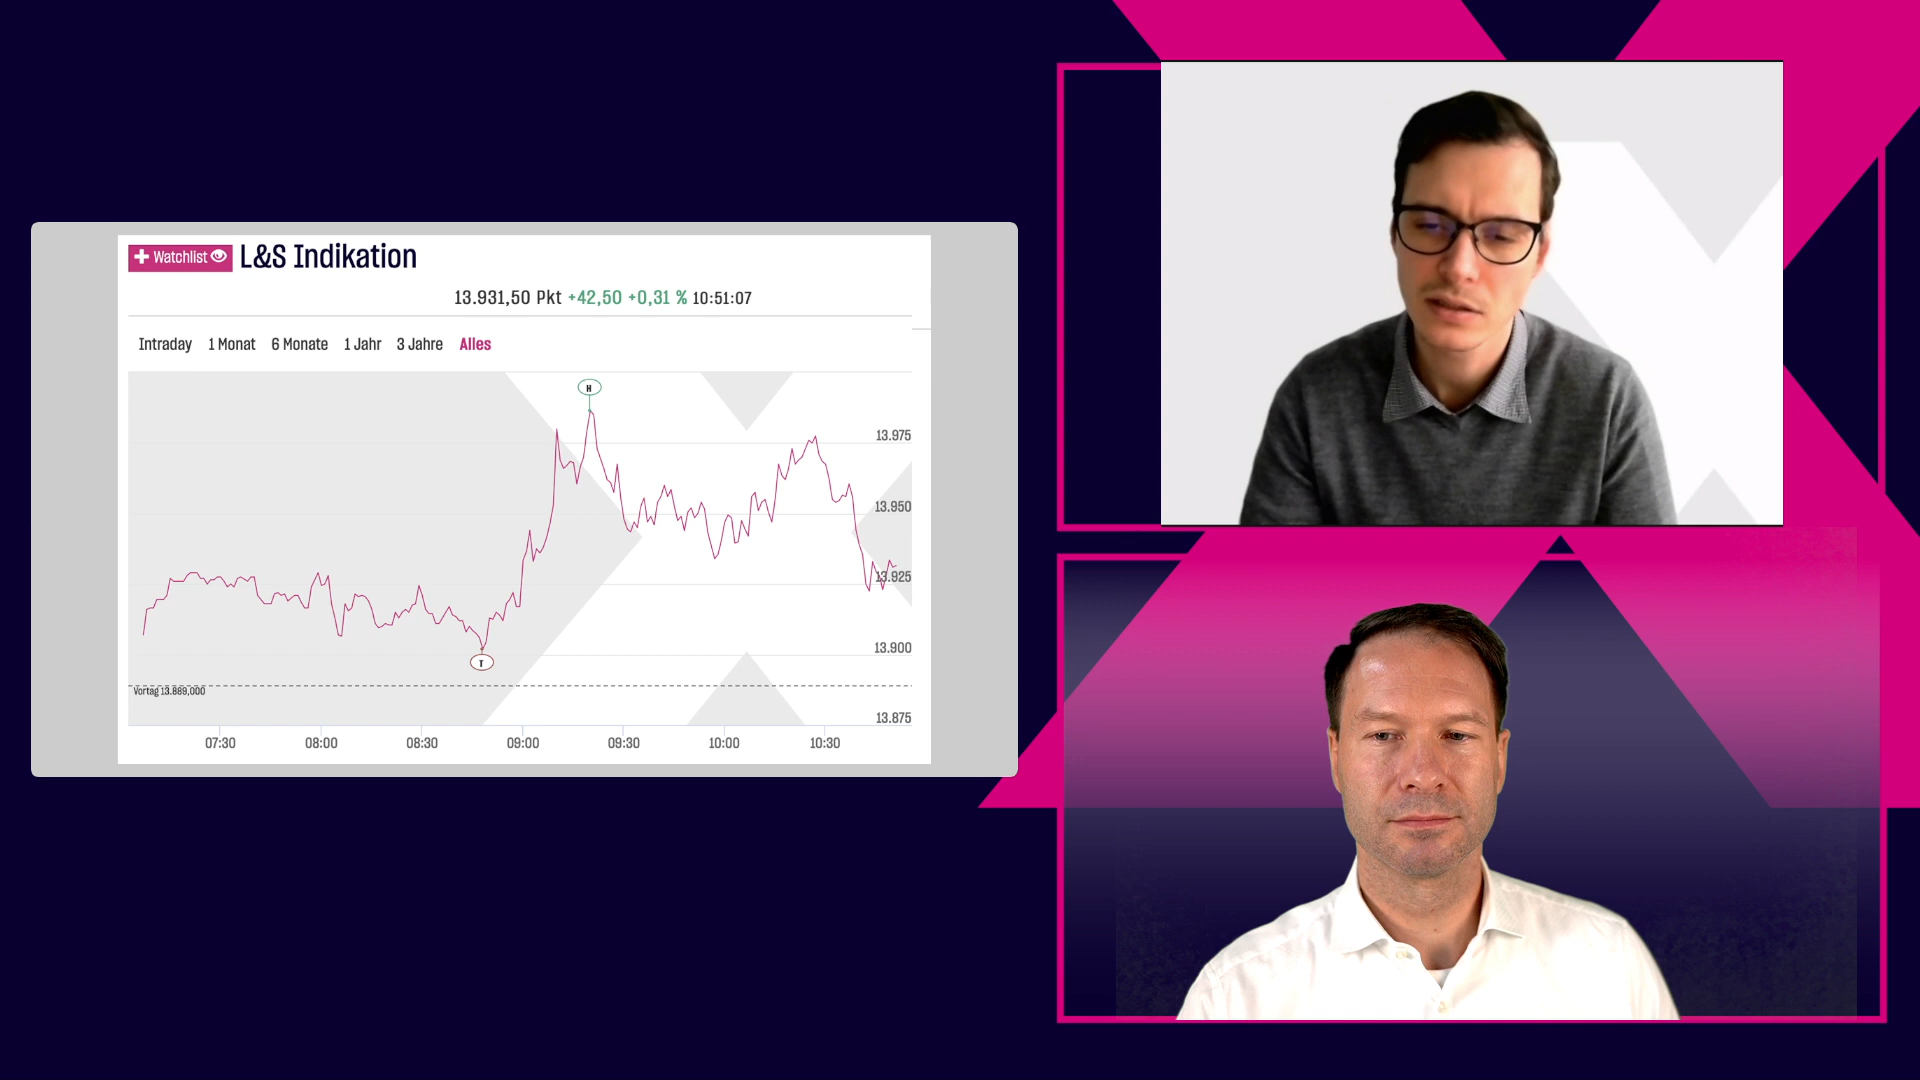 Watchlist L&S Indikation
13.931,50 Pkt +42,50 +0,31 % 10:51:07
Intraday 1 Monat 6 Monate 1 Jahr 3 Jahre Alles
H
13.975
13.950
13.925
13.900
T
Vortag 13.889,000
13.875
07:30 08:00 08:30 09:00 09:30 10:00 10:30